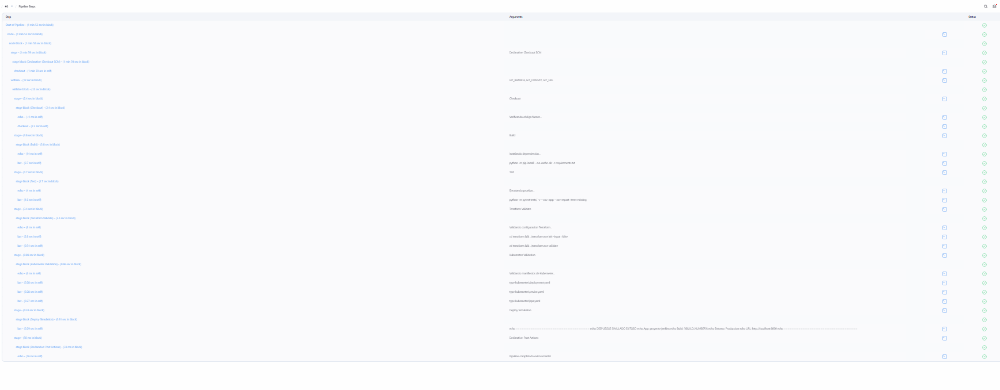 #6 Pipeline Steps
Step Arguments Status
Start of Pipeline - (1 min 52 sec in block)
node - (1 min 52 sec in block)
node block - (1 min 52 sec in block)
stage - (1 min 39 sec in block) Declarative: Checkout SCM
stage block (Declarative: Checkout SCM) - (1 min 39 sec in block)
checkout - (1 min 39 sec in self)
withEnv - (12 sec in block) GIT_BRANCH, GIT_COMMIT, GIT_URL
withEnv block - (12 sec in block)
stage - (2.4 sec in block) Checkout
stage block (Checkout) - (2.4 sec in block)
echo - (<1 ms in self) Verificando código fuente...
checkout - (2.3 sec in self)
stage - (3.8 sec in block) Build
stage block (Build) - (3.8 sec in block)
echo - (14 ms in self) Instalando dependencias...
bat - (3.7 sec in self) python -m pip install --no-cache-dir -r requirements.txt
stage - (1.7 sec in block) Test
stage block (Test) - (1.7 sec in block)
echo - (4 ms in self) Ejecutando pruebas...
bat - (1.6 sec in self) python -m pytest tests/ -v --cov=app --cov-report=term-missing
stage - (3.4 sec in block) Terraform Validate
stage block (Terraform Validate) - (3.4 sec in block)
echo - (8 ms in self) Validando configuracion Terraform...
bat - (2.8 sec in self) cd terraform && .\terraform.exe init -input=false
bat - (0.54 sec in self) cd terraform && .\terraform.exe validate
stage - (0.89 sec in block) Kubernetes Validation
stage block (Kubernetes Validation) - (0.86 sec in block)
echo - (6 ms in self) Validando manifiestos de Kubernetes...
bat - (0.28 sec in self) type kubernetes\deployment.yaml
bat - (0.28 sec in self) type kubernetes\service.yaml
bat - (0.27 sec in self) type kubernetes\hpa.yaml
stage - (0.33 sec in block) Deploy Simulation
stage block (Deploy Simulation) - (0.31 sec in block)
bat - (0.29 sec in self) echo echo DESPLIEGUE SIMULADO EXITOSO echo App: proyecto-jenkins echo Build: %BUILD_NUMBER% echo Entorno: Produccion echo URL: http://localhost:8000 echo
stage - (50 ms in block) Declarative: Post Actions
stage block (Declarative: Post Actions) - (33 ms in block)
echo - (10 ms in self) Pipeline completado exitosamente!